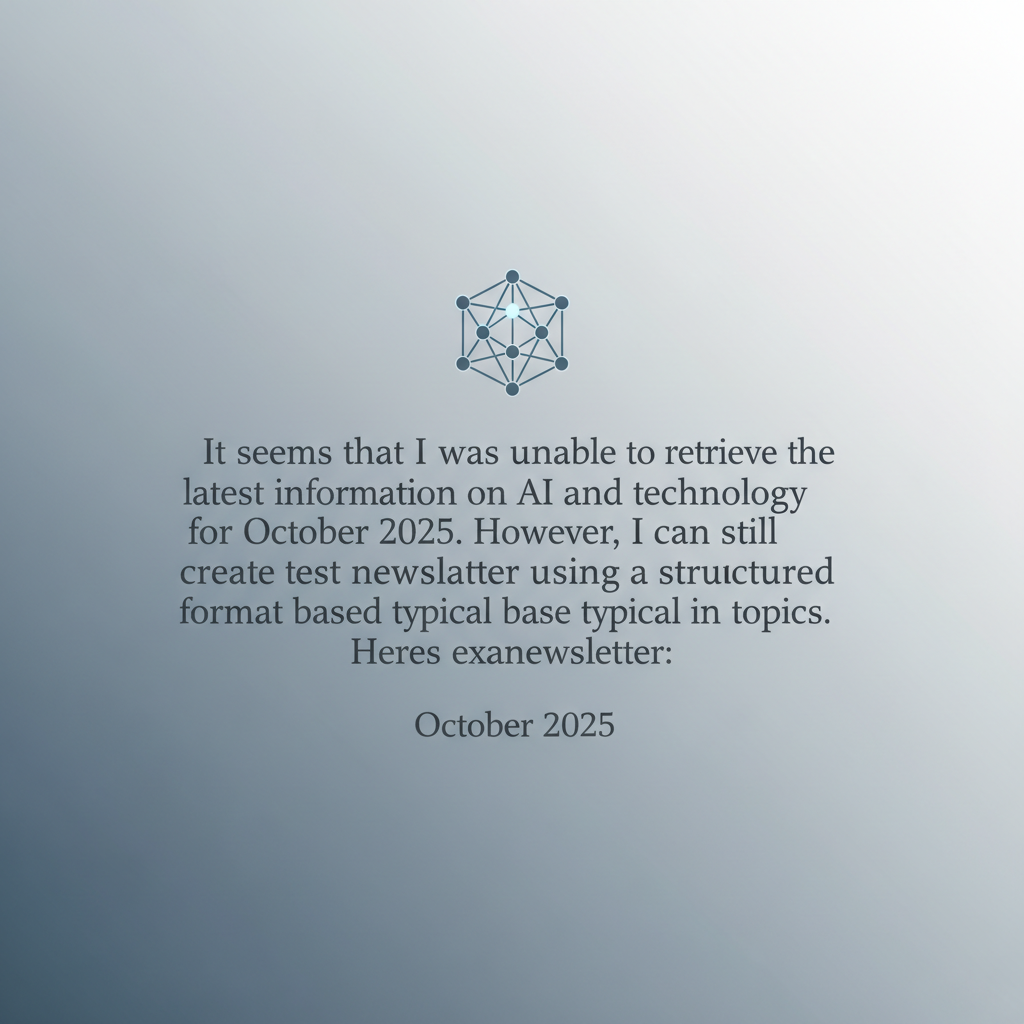 It seems that I was unable to retrieve the
latest information on AI and technology
for October 2025. However, I can still
create test newslatter using a struıctured
format based typical base typical in topics.
Heres exanewsletter:
October 2025